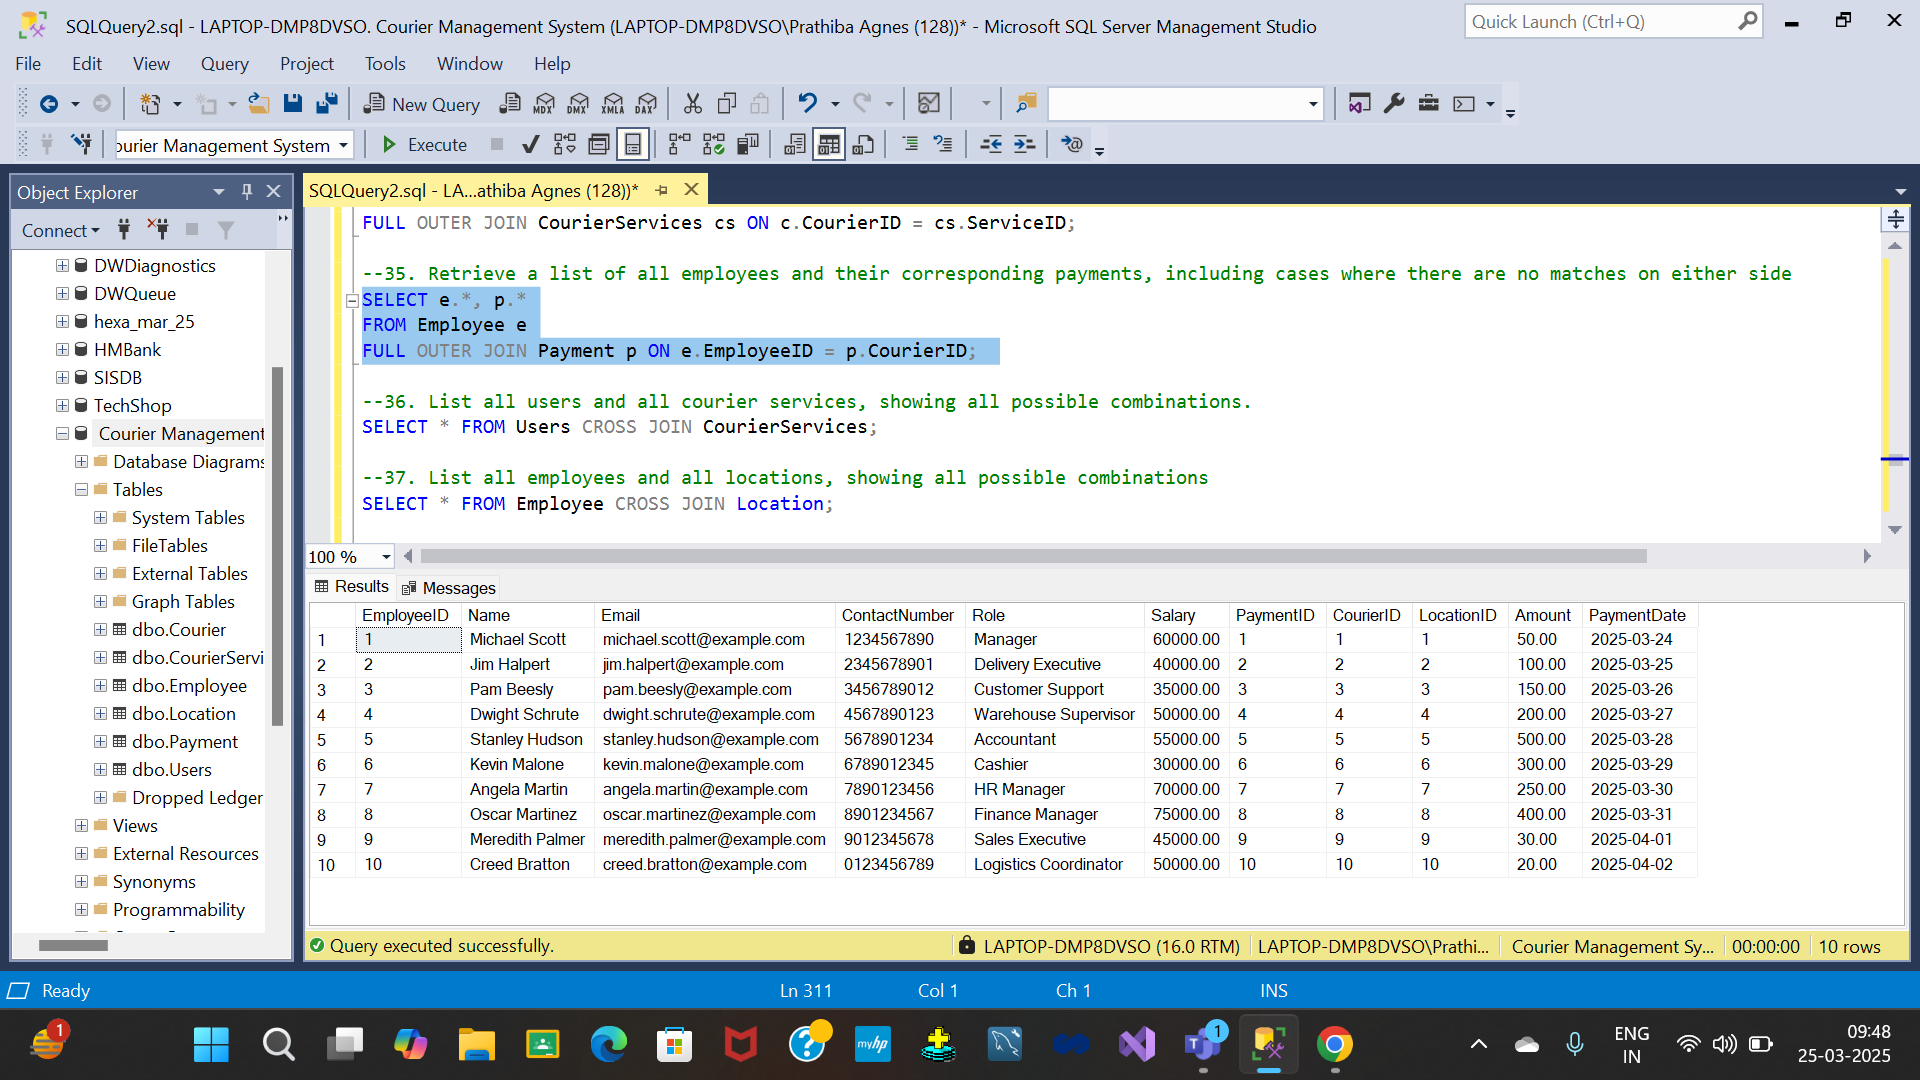 SQLQuery2.sql - LAPTOP-DMP8DVSO. Courier Management System (LAPTOP-DMP8DVSO\Prathiba Agnes (128))* - Microsoft SQL Server Management Studio
Quick Launch (Ctrl+Q)
File Edit View Query Project Tools Window Help
New Query MDX DMX XMLA DAX
ourier Management System Execute
Object Explorer
SQLQuery2.sql - LA...athiba Agnes (128))*
Connect
DWDiagnostics
DWQueue
hexa_mar_25
HMBank
SISDB
TechShop
Courier Management
Database Diagrams
Tables
System Tables
FileTables
External Tables
Graph Tables
dbo.Courier
dbo.CourierServi
dbo.Employee
dbo.Location
dbo.Payment
dbo.Users
Dropped Ledger
Views
External Resources
Synonyms
Programmability
FULL OUTER JOIN CourierServices cs ON c.CourierID = cs.ServiceID;
--35. Retrieve a list of all employees and their corresponding payments, including cases where there are no matches on either side
SELECT e.*, p.*
FROM Employee e
FULL OUTER JOIN Payment p ON e.EmployeeID = p.CourierID;
--36. List all users and all courier services, showing all possible combinations.
SELECT * FROM Users CROSS JOIN CourierServices;
--37. List all employees and all locations, showing all possible combinations
SELECT * FROM Employee CROSS JOIN Location;
100 %
Results Messages
EmployeeID Name Email ContactNumber Role Salary PaymentID CourierID LocationID Amount PaymentDate
1 1 Michael Scott michael.scott@example.com 1234567890 Manager 60000.00 1 1 1 50.00 2025-03-24
2 2 Jim Halpert jim.halpert@example.com 2345678901 Delivery Executive 40000.00 2 2 2 100.00 2025-03-25
3 3 Pam Beesly pam.beesly@example.com 3456789012 Customer Support 35000.00 3 3 3 150.00 2025-03-26
4 4 Dwight Schrute dwight.schrute@example.com 4567890123 Warehouse Supervisor 50000.00 4 4 4 200.00 2025-03-27
5 5 Stanley Hudson stanley.hudson@example.com 5678901234 Accountant 55000.00 5 5 5 500.00 2025-03-28
6 6 Kevin Malone kevin.malone@example.com 6789012345 Cashier 30000.00 6 6 6 300.00 2025-03-29
7 7 Angela Martin angela.martin@example.com 7890123456 HR Manager 70000.00 7 7 7 250.00 2025-03-30
8 8 Oscar Martinez oscar.martinez@example.com 8901234567 Finance Manager 75000.00 8 8 8 400.00 2025-03-31
9 9 Meredith Palmer meredith.palmer@example.com 9012345678 Sales Executive 45000.00 9 9 9 30.00 2025-04-01
10 10 Creed Bratton creed.bratton@example.com 0123456789 Logistics Coordinator 50000.00 10 10 10 20.00 2025-04-02
Query executed successfully. LAPTOP-DMP8DVSO (16.0 RTM) LAPTOP-DMP8DVSO\Prathi... Courier Management Sy... 00:00:00 10 rows
Ready Ln 311 Col 1 Ch 1 INS
1 myhp 1 ENG 09:48
IN 25-03-2025